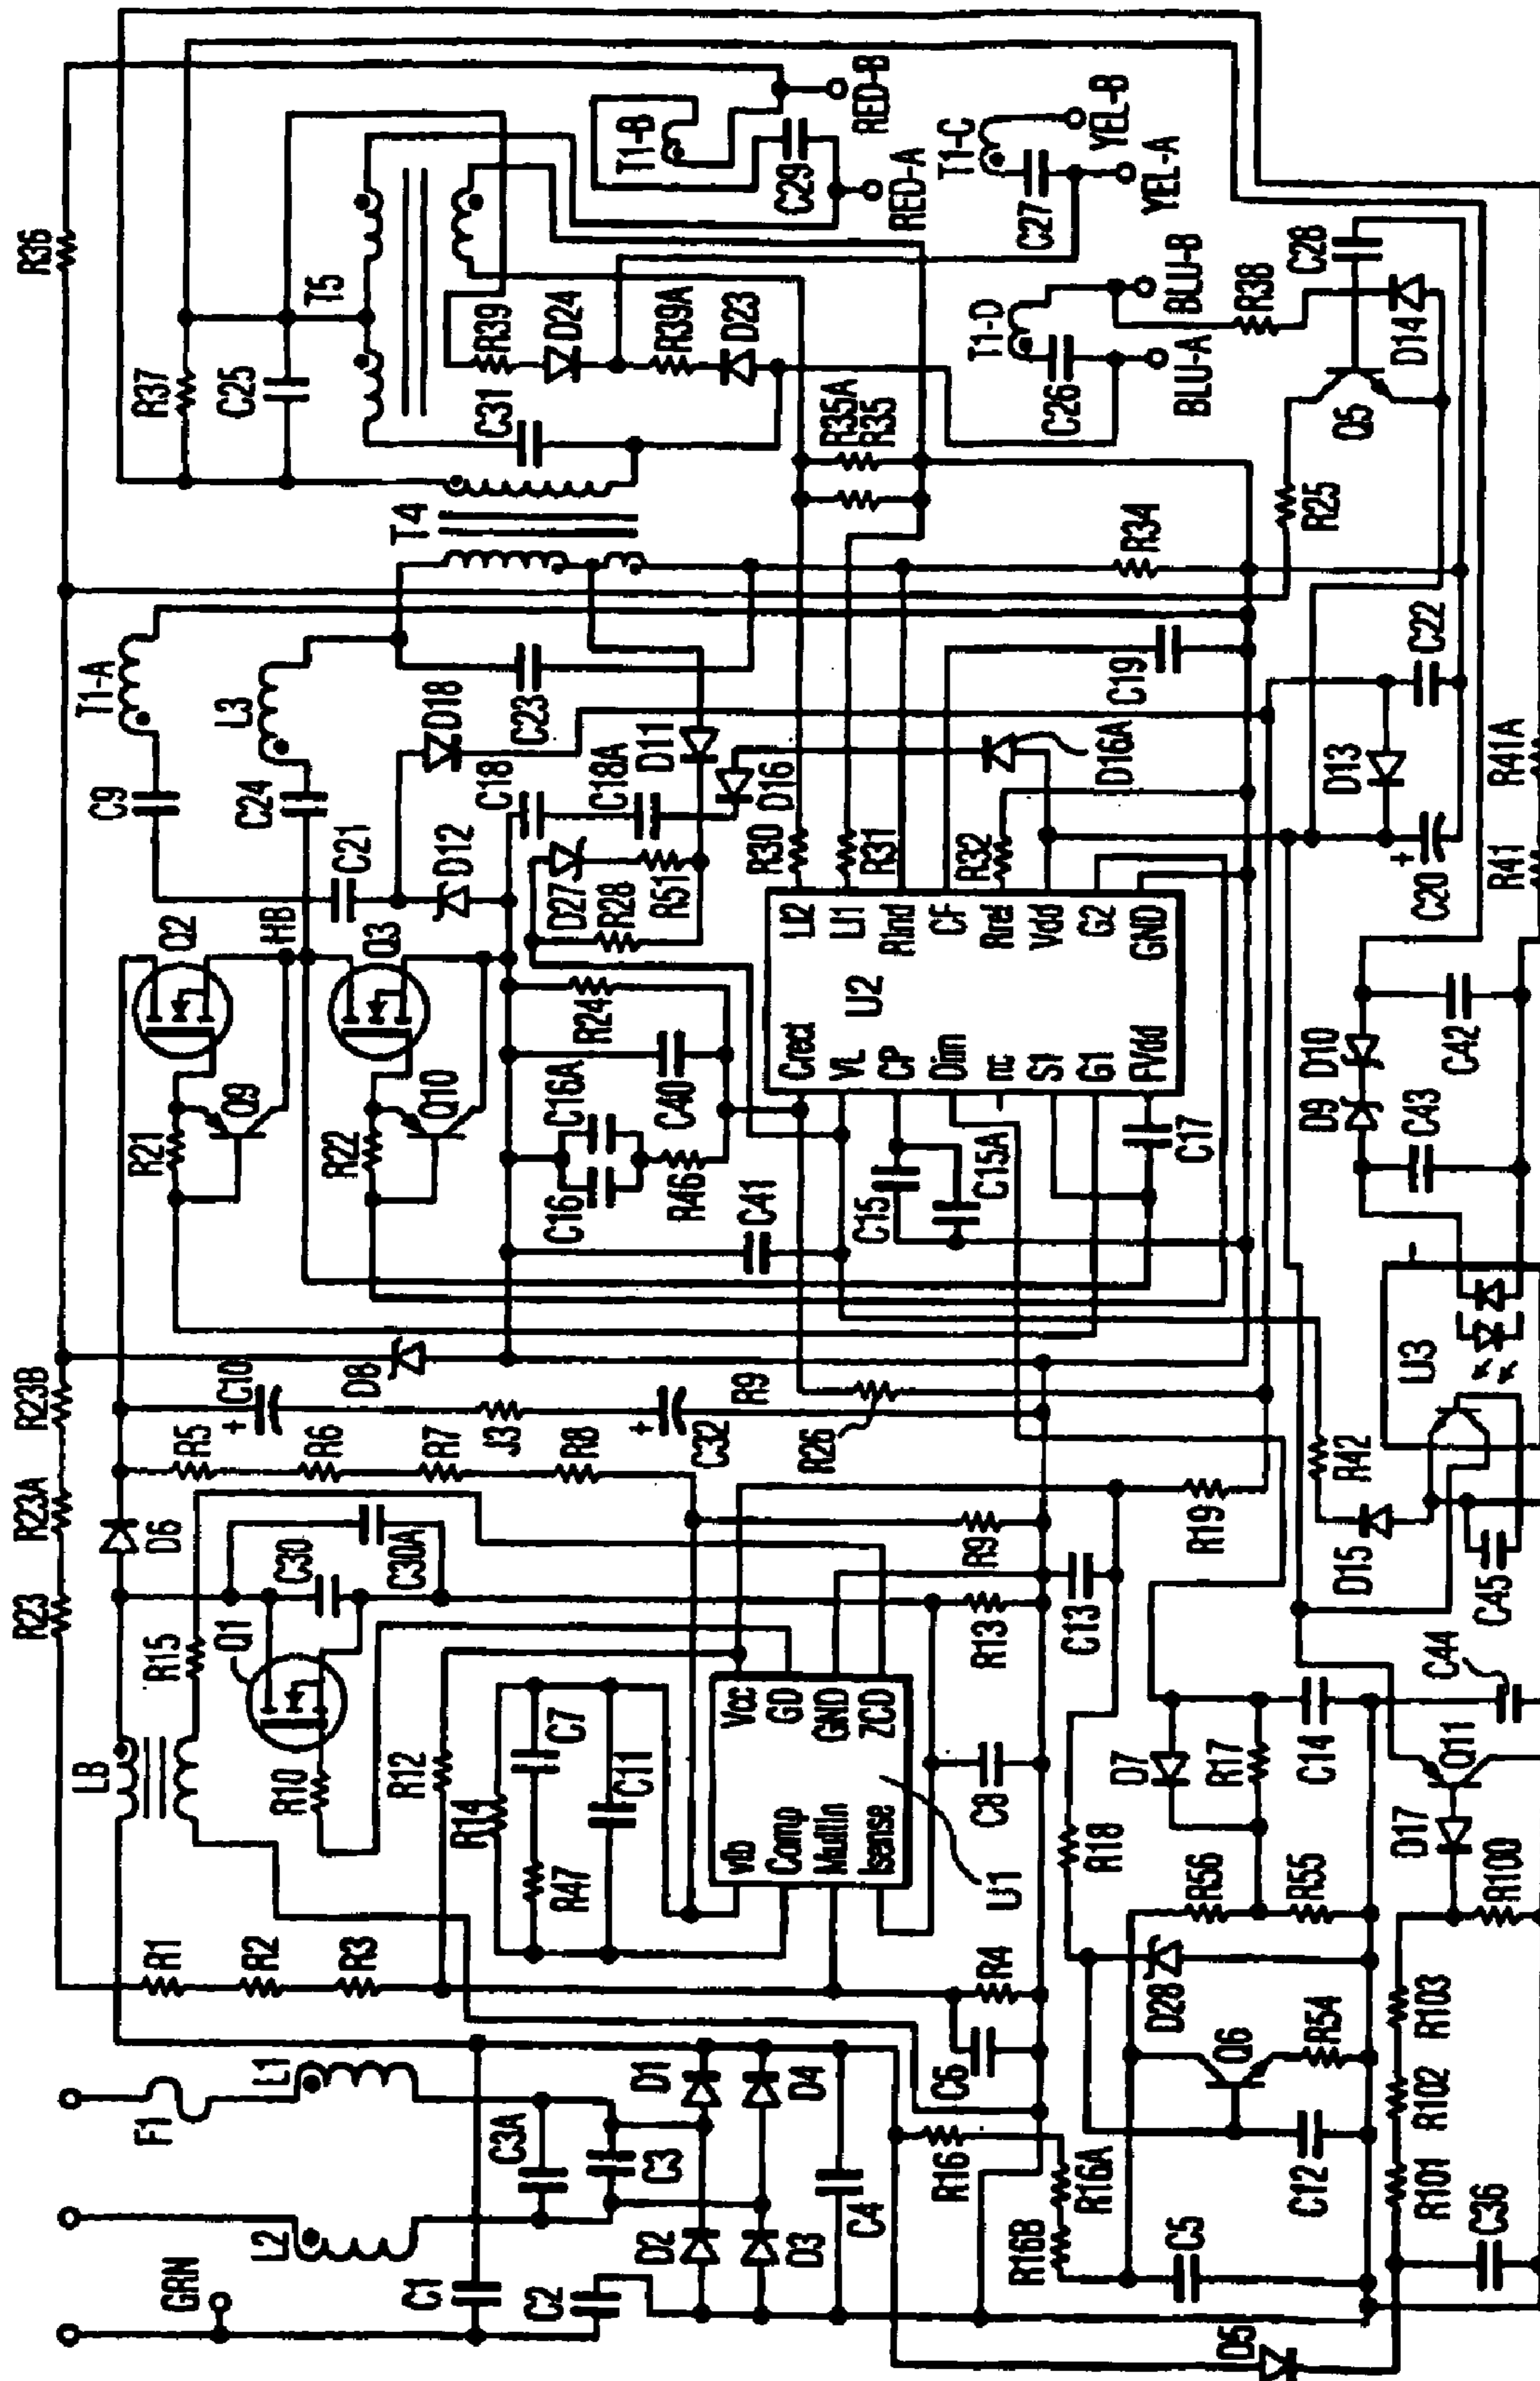 R23
R23A
R23B
R36
F1
R1
LB
D6
T1-A
GRN
L2
L1
R15
R5
C10
+
R21
Q2
C9
R37
Q1
R6
Q9
HB
L3
C25
R2
R10
C30
R7
D8
C24
T5
R3
R12
C30A
J3
R22
Q3
C21
C1
R14
C7
R8
Q10
D12
D18
T4
R39
C3A
R47
+
C18
C23
C31
D24
C2
C3
C11
C32
C16
C16A
D27
C18A
R39A
T1-B
D2
D1
vfb
Vcc
R9
R46
R24
R28
D11
D23
C29
D3
D4
Comp
GD
R26
C41
C40
R51
D16
R35A
RED-B
C4
MultIn
GND
Crect
U2
LI2
R30
R35
RED-A
R16
C6
R4
Isense
ZCD
R9
VL
LI1
R31
T1-C
R16B
R16A
U1
C8
R13
C15
CP
RInd
T1-D
C27
YEL-B
C5
R18
C13
C15A
Dim
CF
R32
D16A
C26
YEL-A
D28
D7
nc
Rref
C19
R34
BLU-B
D5
C12
Q6
R56
R17
R19
S1
Vdd
BLU-A
R54
R55
C14
G1
G2
R38
R42
C17
FVdd
GND
R25
C28
D15
D9
D10
D13
Q5
D14
R101
R102
R103
D17
Q11
C44
U3
C43
+
C20
C22
C36
R100
C45
C42
R41
R41A